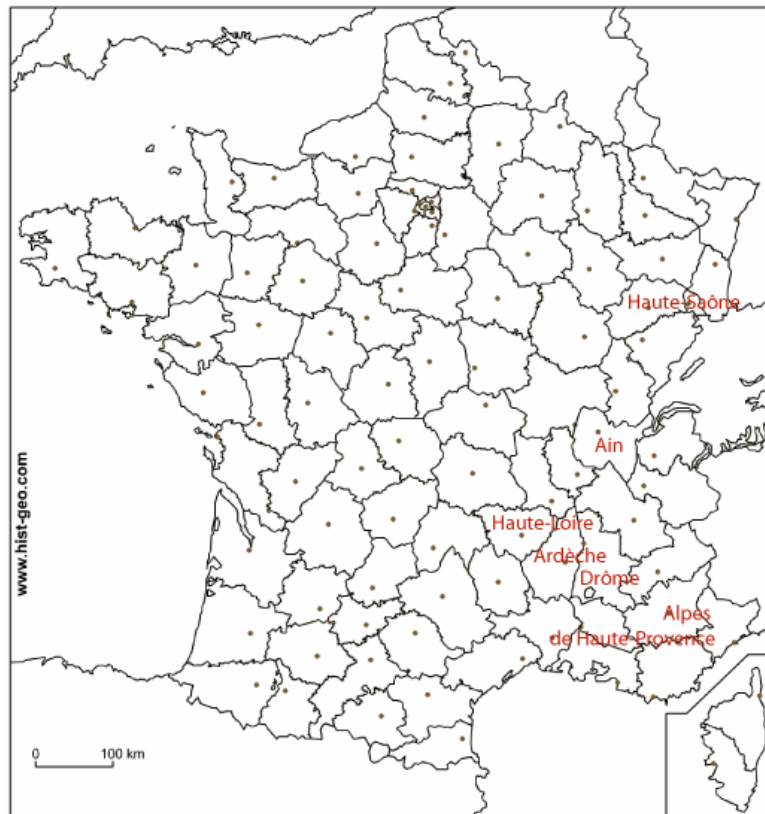 Haute-Saône
Ain
www.hist-geo.com
Haute-Loire
Ardèche
Drôme
Alpes
de Haute-Provence
0 100 km